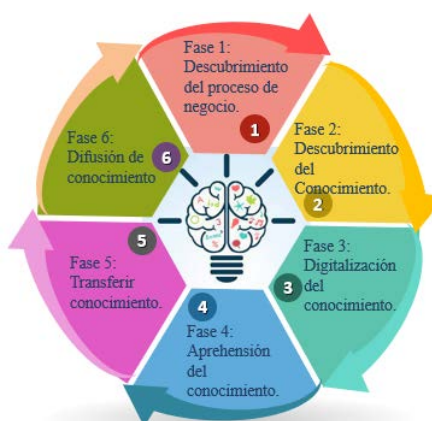 Fase 1:
Descubrimiento
del proceso de
negocio.
1
Fase 2:
Descubrimiento
del
Conocimiento.
2
Fase 3:
Digitalización
del
conocimiento.
3
Fase 4:
Aprehensión
del
conocimiento.
4
Fase 5:
Transferir
conocimiento.
5
Fase 6:
Difusión de
conocimiento
6